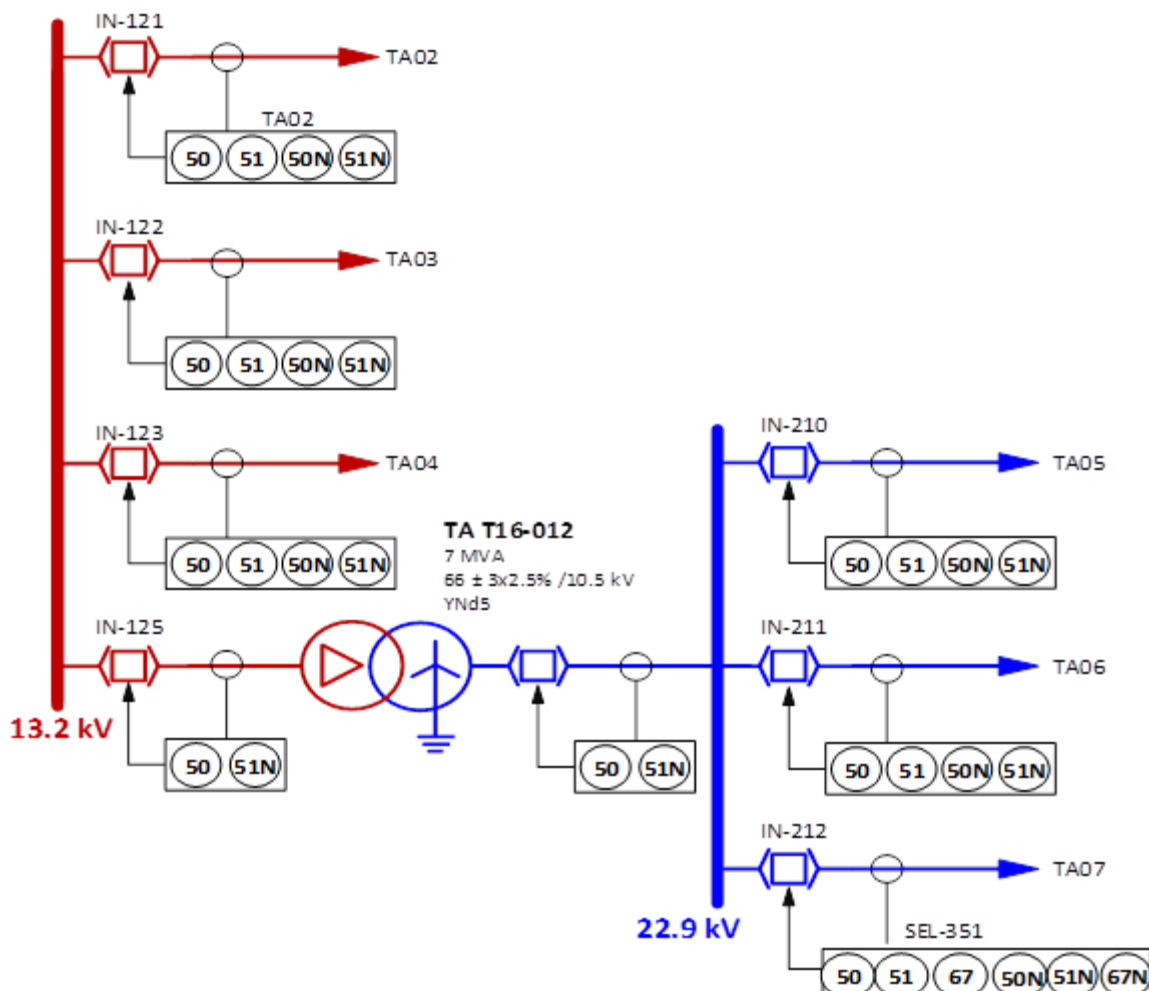 IN-121
TA02
TA02
50 51 50N 51N
IN-122
TA03
50 51 50N 51N
IN-123
TA04
50 51 50N 51N
IN-125
50 51N
13.2 kV
TA T16-012
7 MVA
66 ± 3x2.5% /10.5 kV
YNd5
50 51N
IN-210
TA05
50 51 50N 51N
IN-211
TA06
50 51 50N 51N
IN-212
TA07
SEL-351
50 51 67 50N 51N 67N
22.9 kV